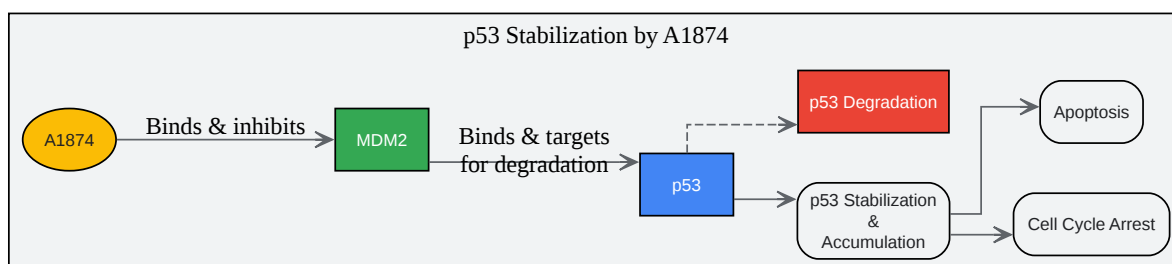 p53 Stabilization by A1874
A1874
Binds & inhibits
MDM2
Binds & targets
for degradation
p53
p53 Degradation
p53 Stabilization
&
Accumulation
Apoptosis
Cell Cycle Arrest